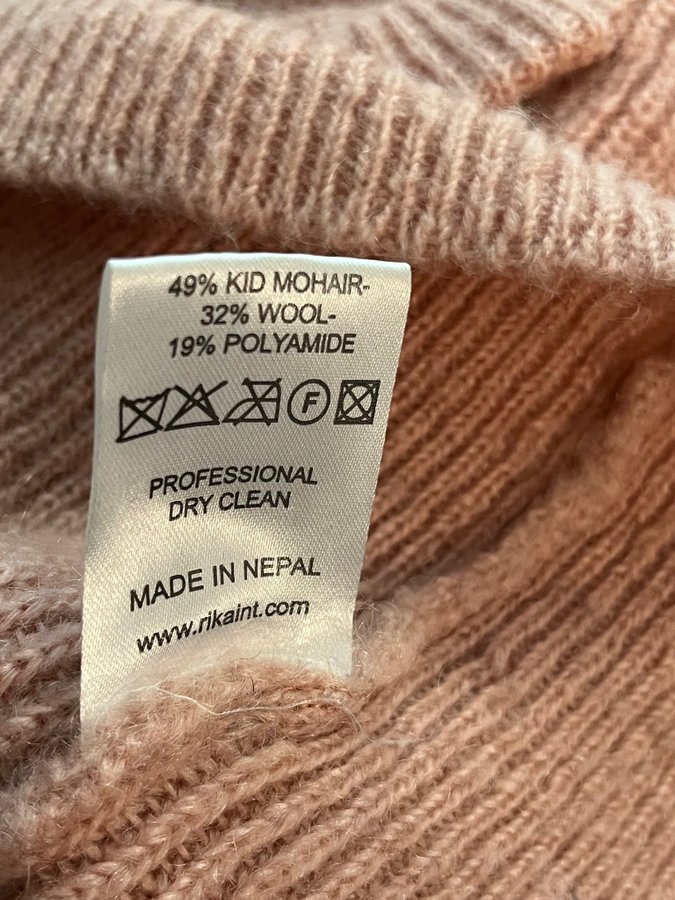 49% KID MOHAIR-
32% WOOL-
19% POLYAMIDE
F
PROFESSIONAL
DRY CLEAN
MADE IN NEPAL
www.rikaint.com